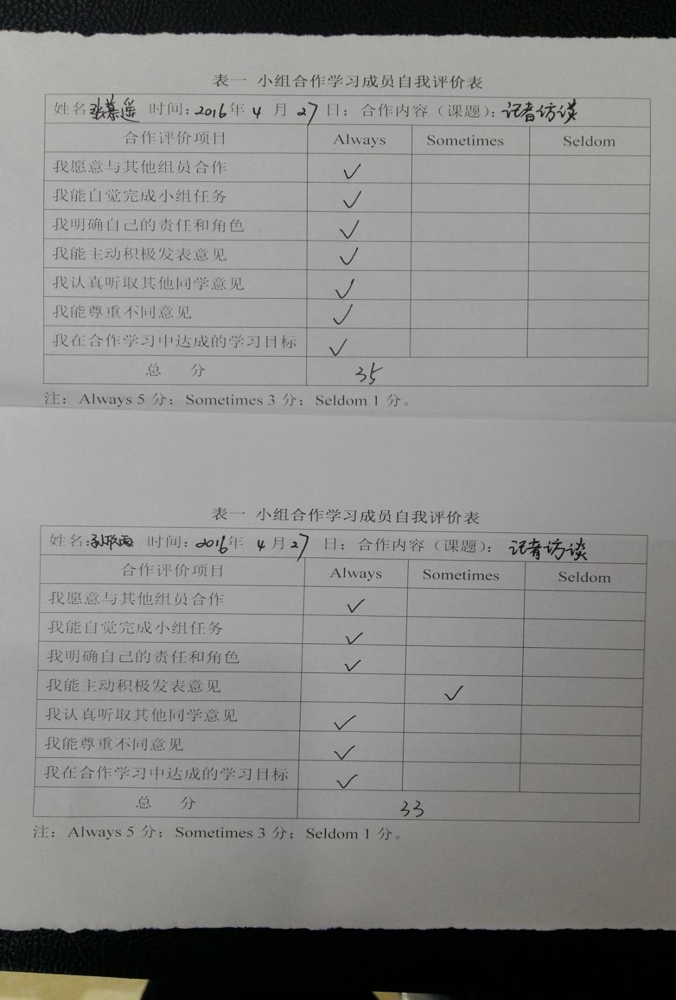 表一 小组合作学习成员自我评价表
姓名:张慕遥 时间:2016年 4 月 27 日;合作内容(课题):记者访谈
合作评价项目 Always Sometimes Seldom
我愿意与其他组员合作 ✓
我能自觉完成小组任务 ✓
我明确自己的责任和角色 ✓
我能主动积极发表意见 ✓
我认真听取其他同学意见 ✓
我能尊重不同意见 ✓
我在合作学习中达成的学习目标 ✓
总 分 35
注:Always 5 分;Sometimes 3 分;Seldom 1 分。
表一 小组合作学习成员自我评价表
姓名:孙欣雨 时间:2016年 4 月 27 日;合作内容(课题):记者访谈
合作评价项目 Always Sometimes Seldom
我愿意与其他组员合作 ✓
我能自觉完成小组任务 ✓
我明确自己的责任和角色 ✓
我能主动积极发表意见 ✓
我认真听取其他同学意见 ✓
我能尊重不同意见 ✓
我在合作学习中达成的学习目标 ✓
总 分 33
注:Always 5 分;Sometimes 3 分;Seldom 1 分。